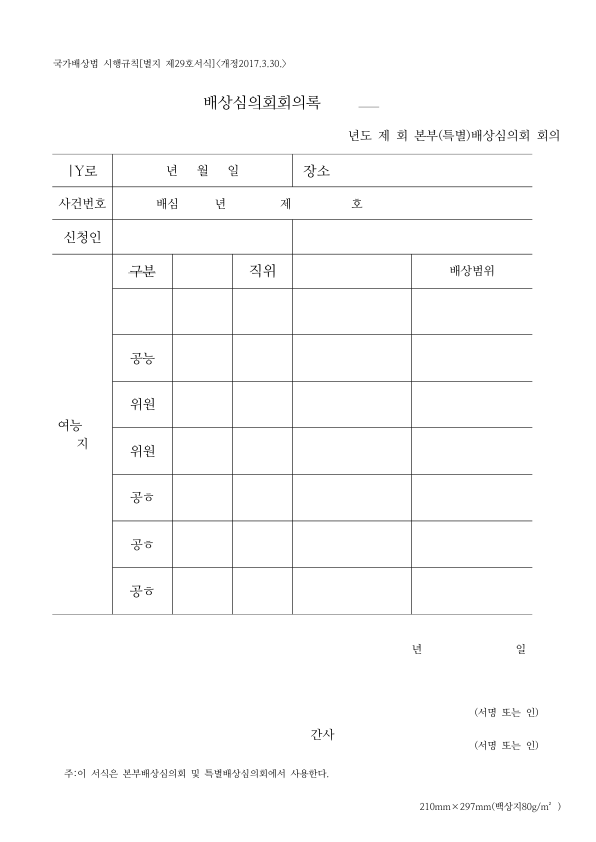 국가배상법 시행규칙[별지 제29호서식]<개정2017.3.30.>
배상심의회회의록
년도 제 회 본부(특별)배상심의회 회의
|Y로 년 월 일 장소
사건번호 배심 년 제 호
신청인
구분 직위 배상범위
공능
위원
여능
지
위원
공ㅎ
공ㅎ
공ㅎ
년 일
(서명 또는 인)
간사
(서명 또는 인)
주:이 서식은 본부배상심의회 및 특별배상심의회에서 사용한다.
210mm×297mm(백상지80g/㎡)